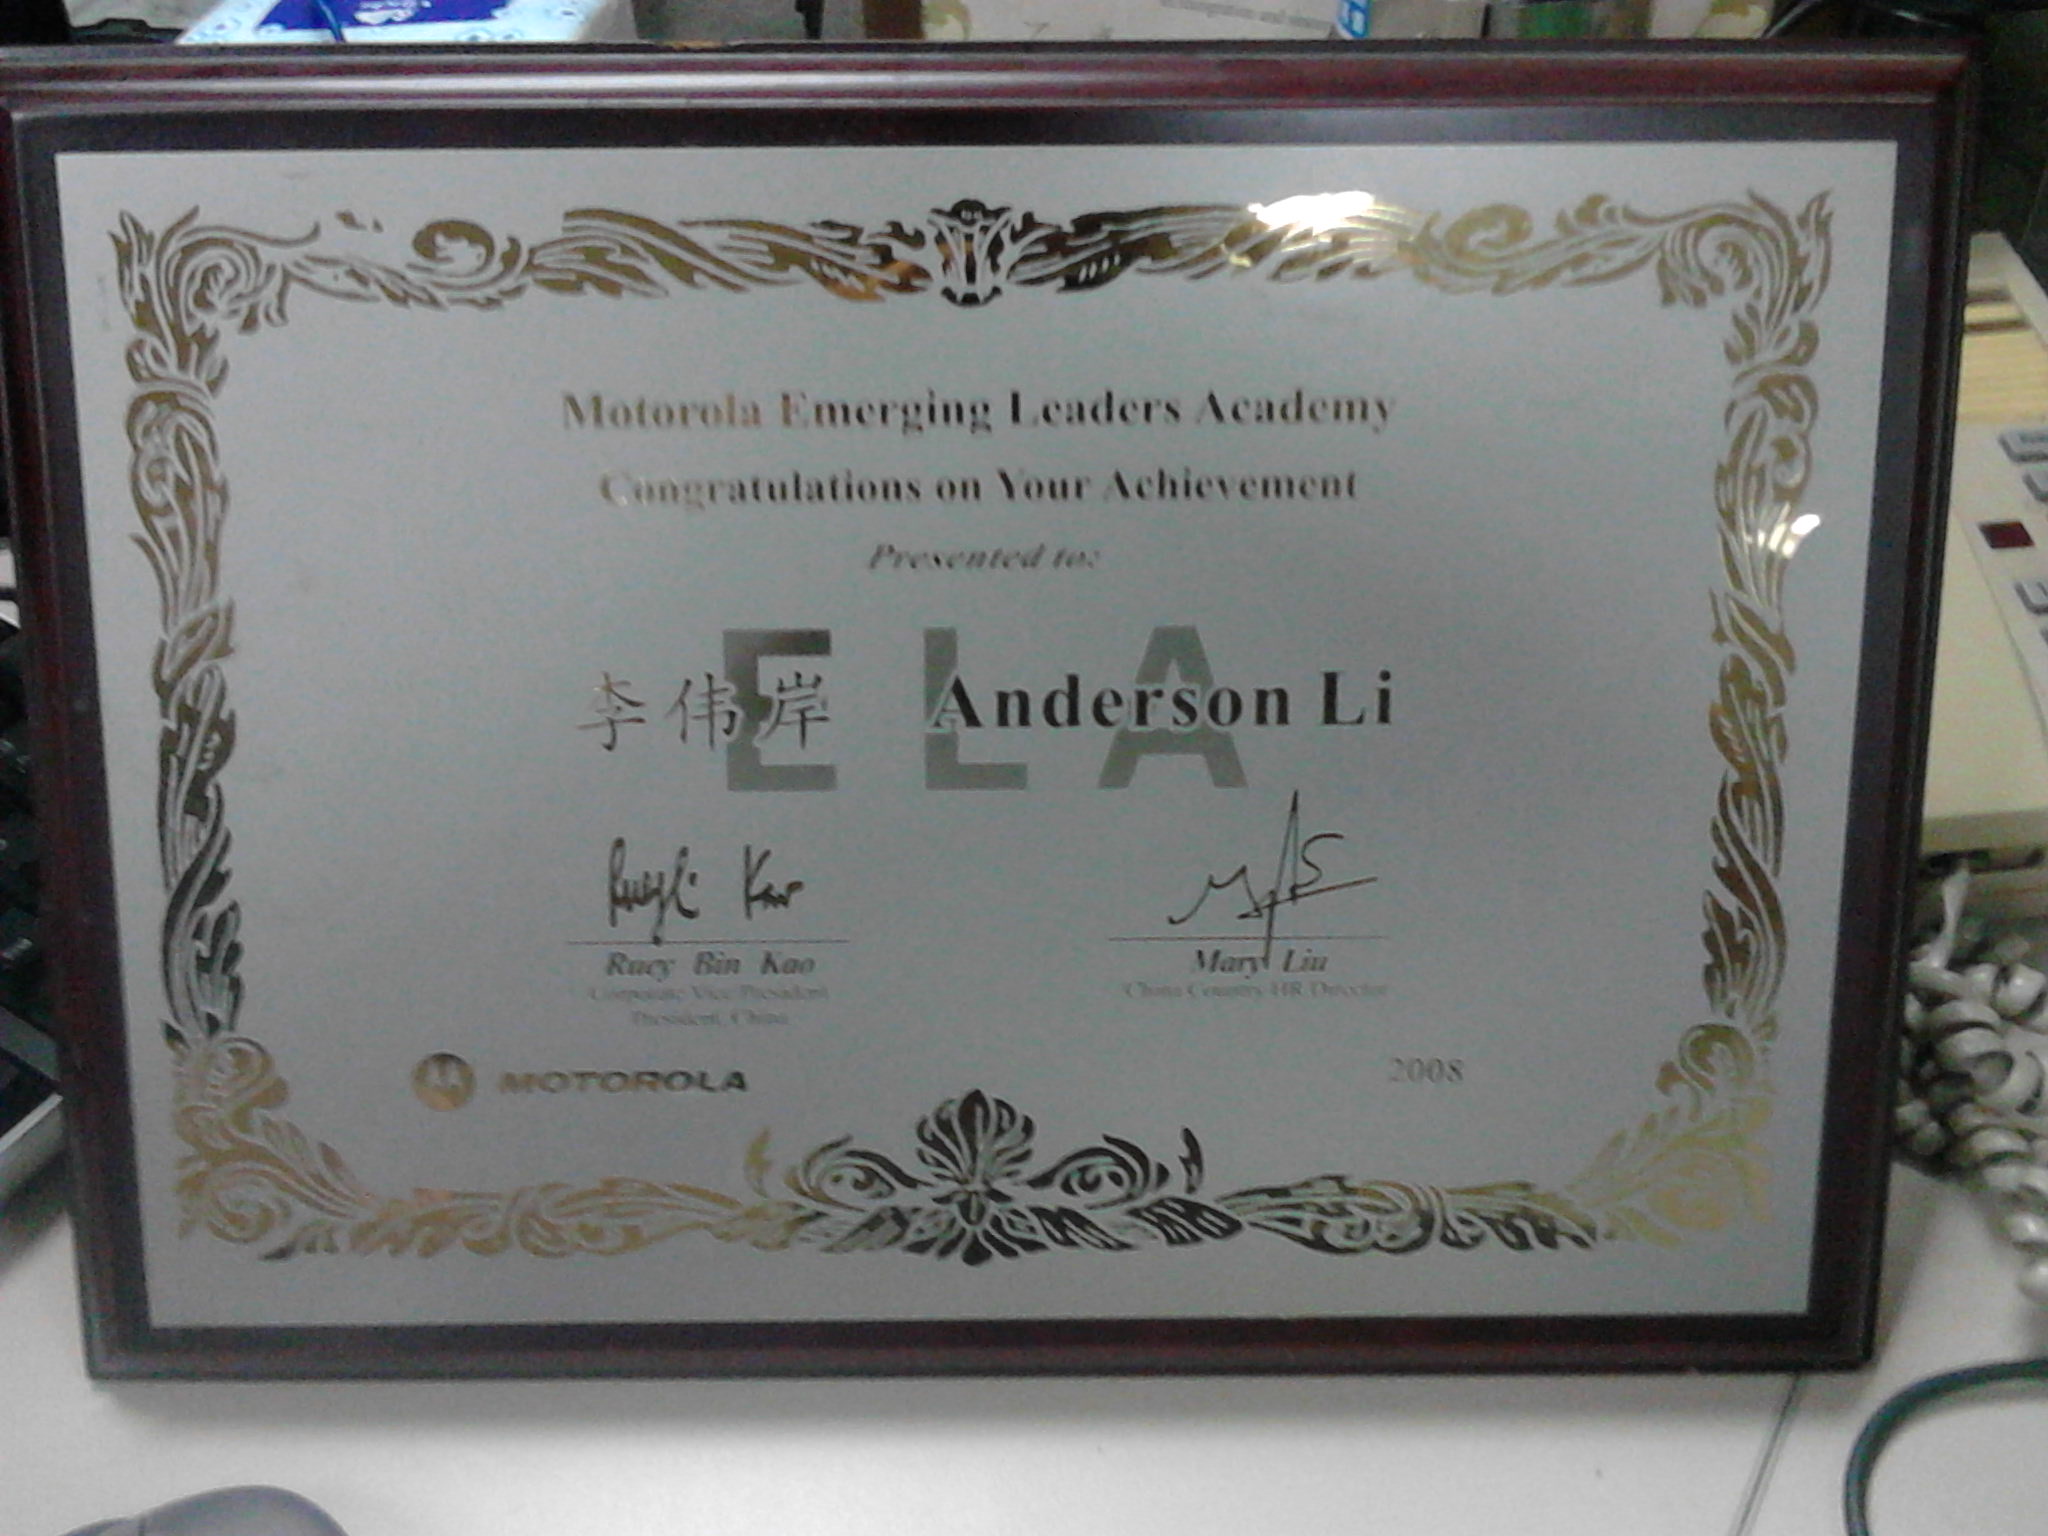 Motorola Emerging Leaders Academy
Congratulations on Your Achievement
Presented to:
ELA
李伟岸 Anderson Li
Ruey Bin Kao
Corporate Vice President
President, China
Mary Liu
China Country HR Director
MOTOROLA
2008